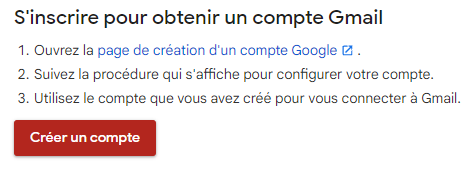 S'inscrire pour obtenir un compte Gmail
1. Ouvrez la page de création d'un compte Google .
2. Suivez la procédure qui s'affiche pour configurer votre compte.
3. Utilisez le compte que vous avez créé pour vous connecter à Gmail.
Créer un compte